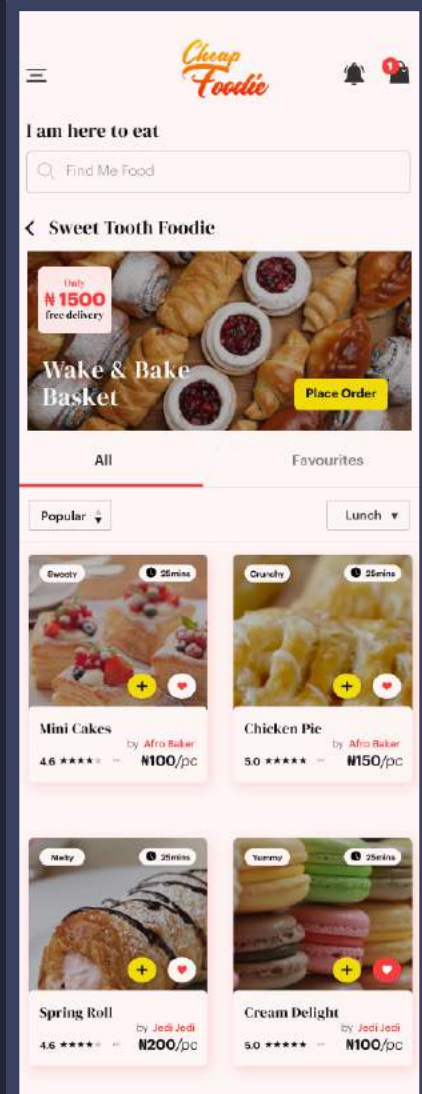 Cheap
Foodie
1
I am here to eat
Find Me Food
Sweet Tooth Foodie
Only
₦ 1500
free delivery
Wake & Bake
Basket
Place Order
All
Favourites
Popular
Lunch
Sweety
25mins
Crunchy
25mins
Mini Cakes
by Afro Baker
4.6 ₦100/pc
Chicken Pie
by Afro Baker
5.0 ₦150/pc
Melty
25mins
Yummy
25mins
Spring Roll
by Jedi Jedi
4.6 ₦200/pc
Cream Delight
by Jedi Jedi
5.0 ₦100/pc